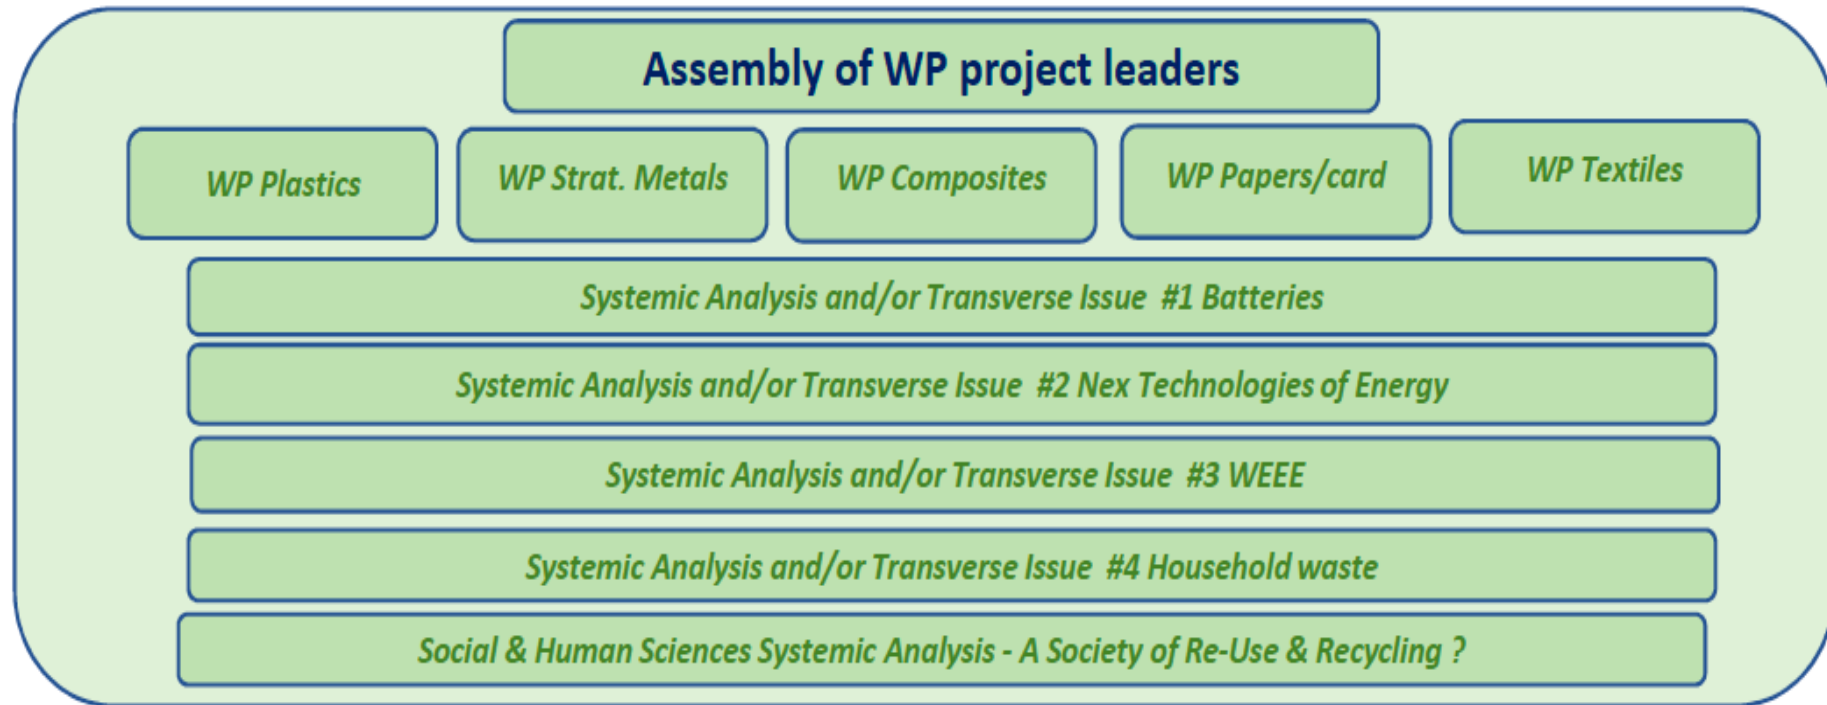 Assembly of WP project leaders
WP Plastics
WP Strat. Metals
WP Composites
WP Papers/card
WP Textiles
Systemic Analysis and/or Transverse Issue #1 Batteries
Systemic Analysis and/or Transverse Issue #2 Nex Technologies of Energy
Systemic Analysis and/or Transverse Issue #3 WEEE
Systemic Analysis and/or Transverse Issue #4 Household waste
Social & Human Sciences Systemic Analysis - A Society of Re-Use & Recycling ?